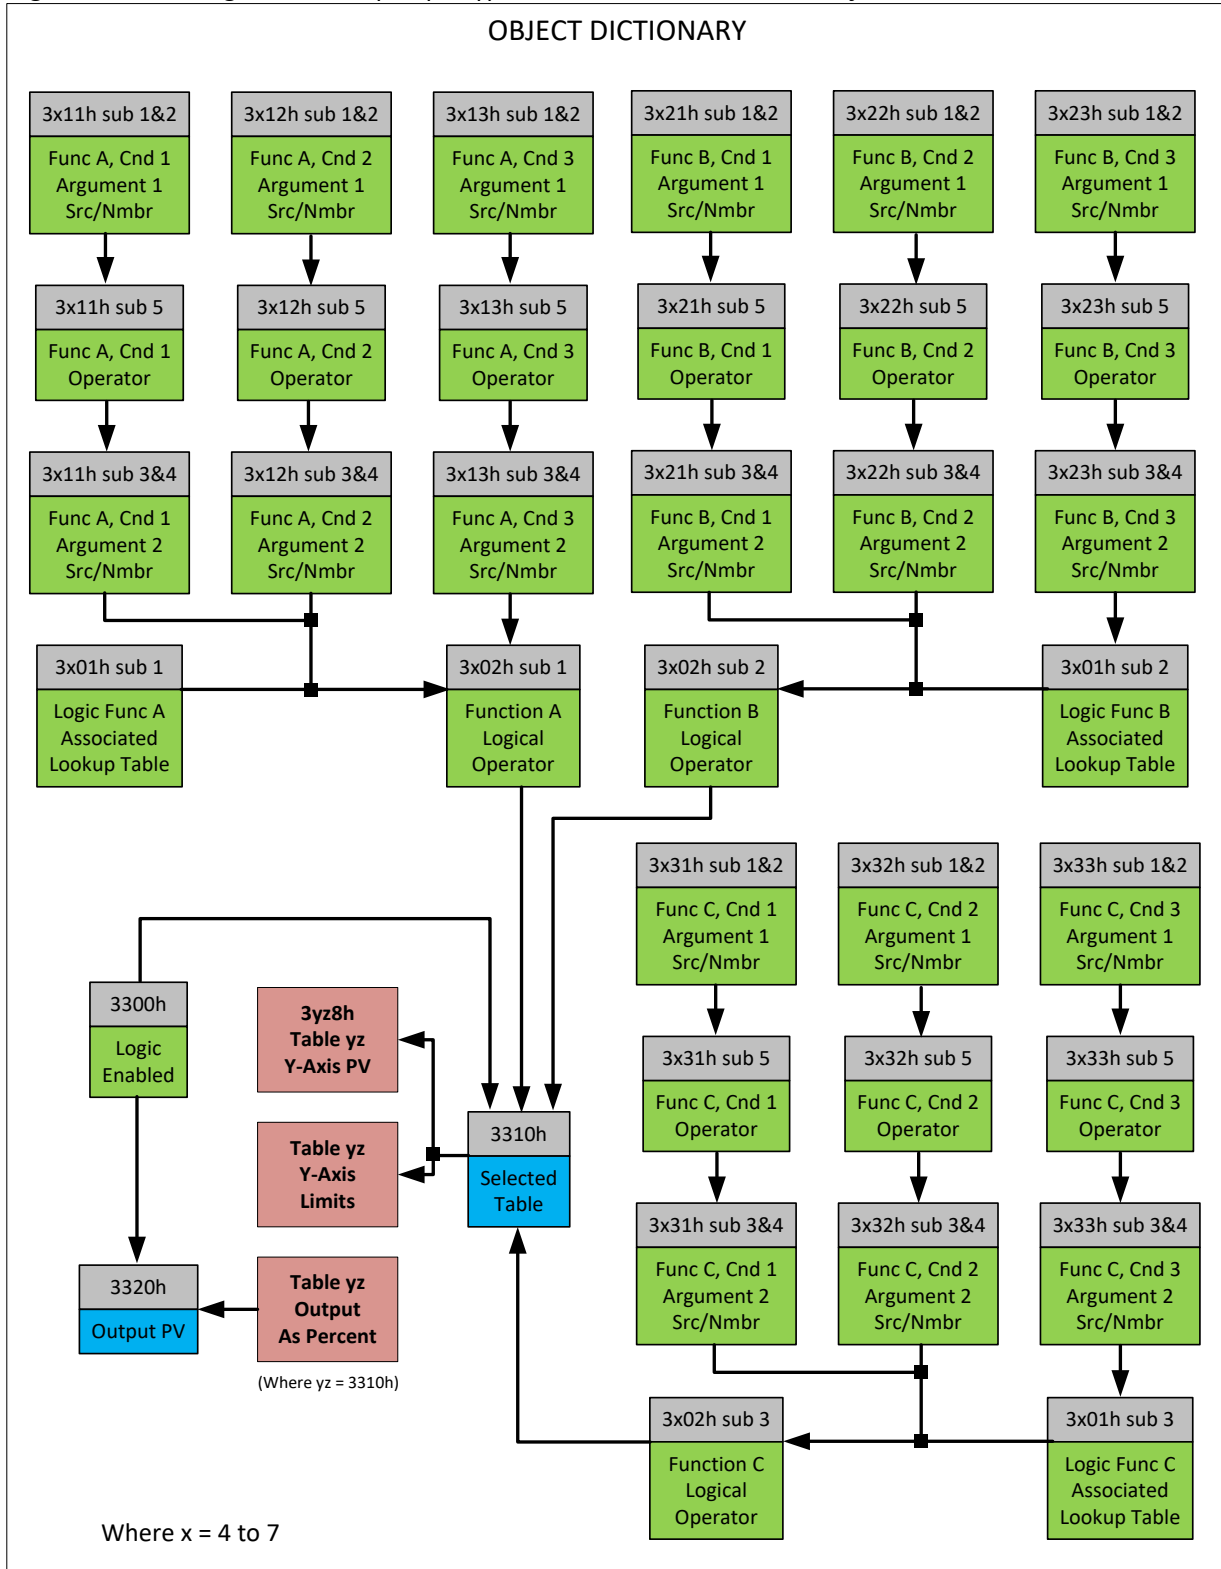 OBJECT DICTIONARY
3x11h sub 1&2
Func A, Cnd 1
Argument 1
Src/Nmbr
3x12h sub 1&2
Func A, Cnd 2
Argument 1
Src/Nmbr
3x13h sub 1&2
Func A, Cnd 3
Argument 1
Src/Nmbr
3x21h sub 1&2
Func B, Cnd 1
Argument 1
Src/Nmbr
3x22h sub 1&2
Func B, Cnd 2
Argument 1
Src/Nmbr
3x23h sub 1&2
Func B, Cnd 3
Argument 1
Src/Nmbr
3x11h sub 5
Func A, Cnd 1
Operator
3x12h sub 5
Func A, Cnd 2
Operator
3x13h sub 5
Func A, Cnd 3
Operator
3x21h sub 5
Func B, Cnd 1
Operator
3x22h sub 5
Func B, Cnd 2
Operator
3x23h sub 5
Func B, Cnd 3
Operator
3x11h sub 3&4
Func A, Cnd 1
Argument 2
Src/Nmbr
3x12h sub 3&4
Func A, Cnd 2
Argument 2
Src/Nmbr
3x13h sub 3&4
Func A, Cnd 3
Argument 2
Src/Nmbr
3x21h sub 3&4
Func B, Cnd 1
Argument 2
Src/Nmbr
3x22h sub 3&4
Func B, Cnd 2
Argument 2
Src/Nmbr
3x23h sub 3&4
Func B, Cnd 3
Argument 2
Src/Nmbr
3x01h sub 1
Logic Func A
Associated
Lookup Table
3x02h sub 1
Function A
Logical
Operator
3x02h sub 2
Function B
Logical
Operator
3x01h sub 2
Logic Func B
Associated
Lookup Table
3x31h sub 1&2
Func C, Cnd 1
Argument 1
Src/Nmbr
3x32h sub 1&2
Func C, Cnd 2
Argument 1
Src/Nmbr
3x33h sub 1&2
Func C, Cnd 3
Argument 1
Src/Nmbr
3300h
Logic
Enabled
3yz8h
Table yz
Y-Axis PV
3x31h sub 5
Func C, Cnd 1
Operator
3x32h sub 5
Func C, Cnd 2
Operator
3x33h sub 5
Func C, Cnd 3
Operator
Table yz
Y-Axis
Limits
3310h
Selected
Table
3x31h sub 3&4
Func C, Cnd 1
Argument 2
Src/Nmbr
3x32h sub 3&4
Func C, Cnd 2
Argument 2
Src/Nmbr
3x33h sub 3&4
Func C, Cnd 3
Argument 2
Src/Nmbr
3320h
Output PV
Table yz
Output
As Percent
(Where yz = 3310h)
3x02h sub 3
Function C
Logical
Operator
3x01h sub 3
Logic Func C
Associated
Lookup Table
Where x = 4 to 7